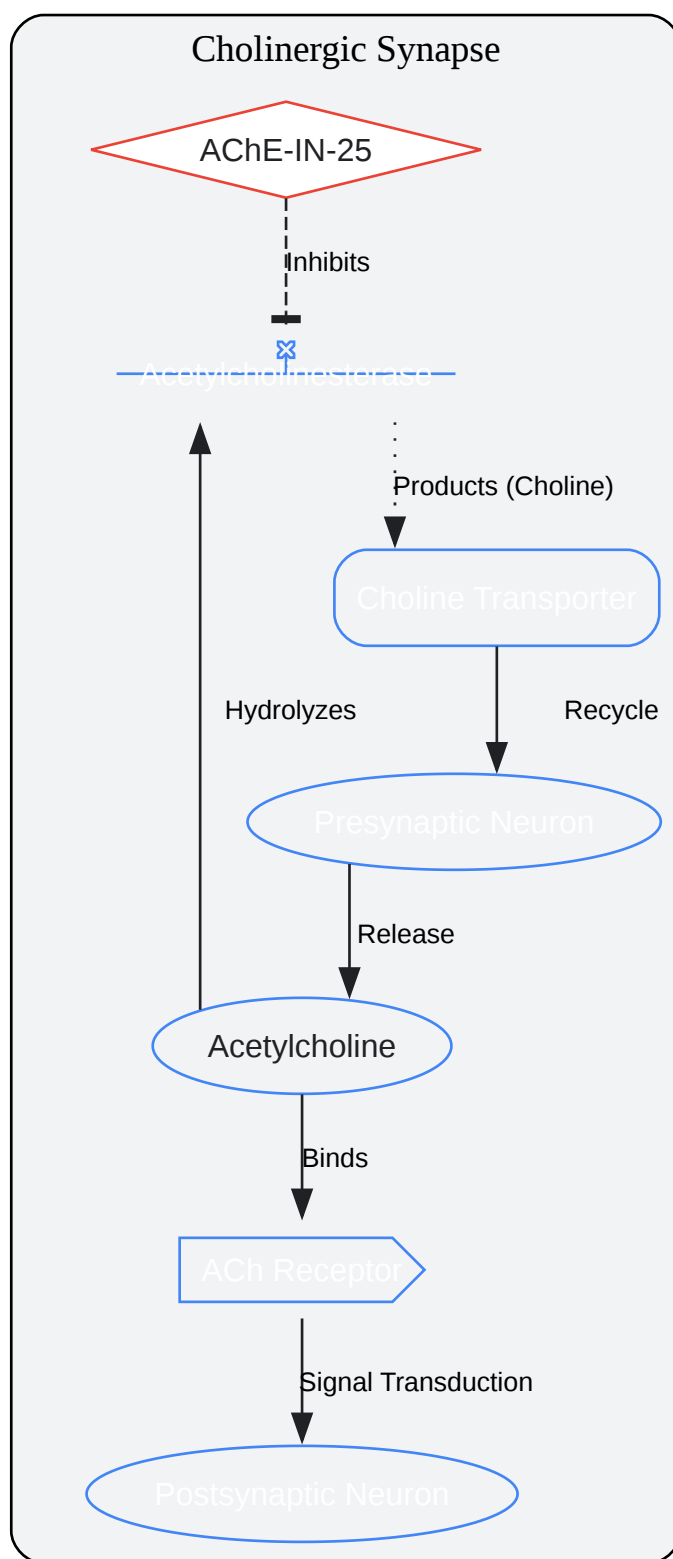 Cholinergic Synapse
AChE-IN-25
Inhibits
Acetylcholinesterase
Products (Choline)
Choline Transporter
Hydrolyzes
Recycle
Presynaptic Neuron
Release
Acetylcholine
Binds
ACh Receptor
Signal Transduction
Postsynaptic Neuron